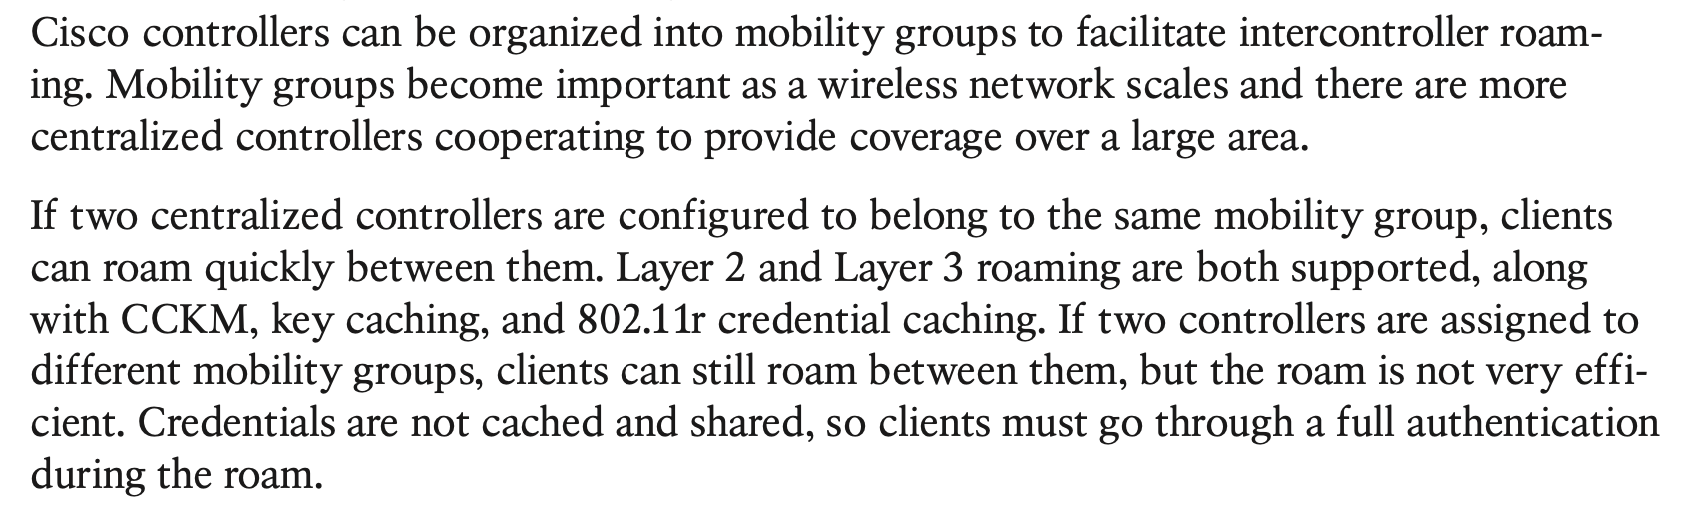 Cisco controllers can be organized into mobility groups to facilitate intercontroller roam-
ing. Mobility groups become important as a wireless network scales and there are more
centralized controllers cooperating to provide coverage over a large area.
If two centralized controllers are configured to belong to the same mobility group, clients
can roam quickly between them. Layer 2 and Layer 3 roaming are both supported, along
with CCKM, key caching, and 802.11r credential caching. If two controllers are assigned to
different mobility groups, clients can still roam between them, but the roam is not very effi-
cient. Credentials are not cached and shared, so clients must go through a full authentication
during the roam.